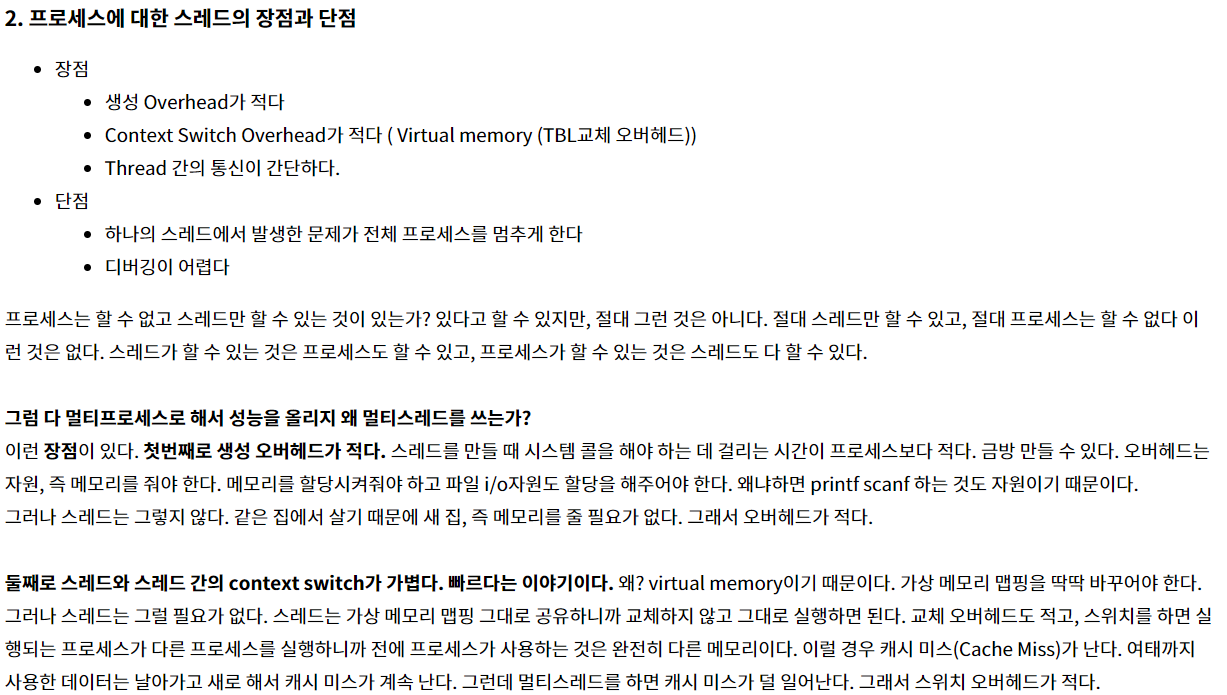 2. 프로세스에 대한 스레드의 장점과 단점
장점
생성 Overhead가 적다
Context Switch Overhead가 적다 ( Virtual memory (TBL교체 오버헤드))
Thread 간의 통신이 간단하다.
단점
하나의 스레드에서 발생한 문제가 전체 프로세스를 멈추게 한다
디버깅이 어렵다
프로세스는 할 수 없고 스레드만 할 수 있는 것이 있는가? 있다고 할 수 있지만, 절대 그런 것은 아니다. 절대 스레드만 할 수 있고, 절대 프로세스는 할 수 없다 이
런 것은 없다. 스레드가 할 수 있는 것은 프로세스도 할 수 있고, 프로세스가 할 수 있는 것은 스레드도 다 할 수 있다.
그럼 다 멀티프로세스로 해서 성능을 올리지 왜 멀티스레드를 쓰는가?
이런 장점이 있다. 첫번째로 생성 오버헤드가 적다. 스레드를 만들 때 시스템 콜을 해야 하는 데 걸리는 시간이 프로세스보다 적다. 금방 만들 수 있다. 오버헤드는
자원, 즉 메모리를 줘야 한다. 메모리를 할당시켜줘야 하고 파일 i/o자원도 할당을 해주어야 한다. 왜냐하면 printf scanf 하는 것도 자원이기 때문이다.
그러나 스레드는 그렇지 않다. 같은 집에서 살기 때문에 새 집, 즉 메모리를 줄 필요가 없다. 그래서 오버헤드가 적다.
둘째로 스레드와 스레드 간의 context switch가 가볍다. 빠르다는 이야기이다. 왜? virtual memory이기 때문이다. 가상 메모리 맵핑을 딱딱 바꾸어야 한다.
그러나 스레드는 그럴 필요가 없다. 스레드는 가상 메모리 맵핑 그대로 공유하니까 교체하지 않고 그대로 실행하면 된다. 교체 오버헤드도 적고, 스위치를 하면 실
행되는 프로세스가 다른 프로세스를 실행하니까 전에 프로세스가 사용하는 것은 완전히 다른 메모리이다. 이럴 경우 캐시 미스(Cache Miss)가 난다. 여태까지
사용한 데이터는 날아가고 새로 해서 캐시 미스가 계속 난다. 그런데 멀티스레드를 하면 캐시 미스가 덜 일어난다. 그래서 스위치 오버헤드가 적다.